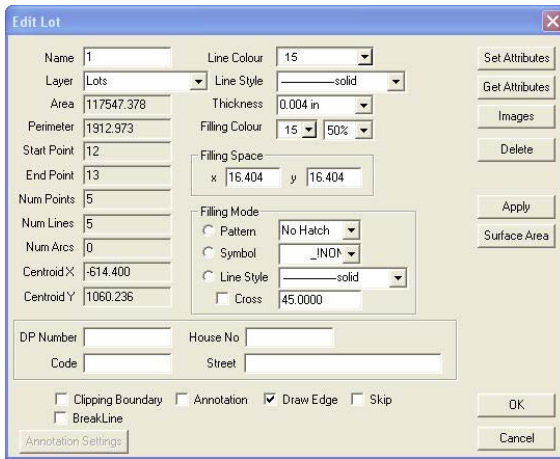 Edit Lot
Name 1 Line Colour 15 Set Attributes
Layer Lots Line Style solid Get Attributes
Area 117547.378 Thickness 0.004 in Images
Perimeter 1912.973 Filling Colour 15 50%
Start Point 12 Filling Space Delete
End Point 13 x 16.404 y 16.404
Num Points 5 Apply
Num Lines 5 Filling Mode Surface Area
Pattern No Hatch
Num Arcs 0 Symbol _!NON
Centroid X -614.400 Line Style solid
Centroid Y 1060.236 Cross 45.0000
DP Number House No
Code Street
Clipping Boundary Annotation Draw Edge Skip OK
BreakLine
Annotation Settings Cancel